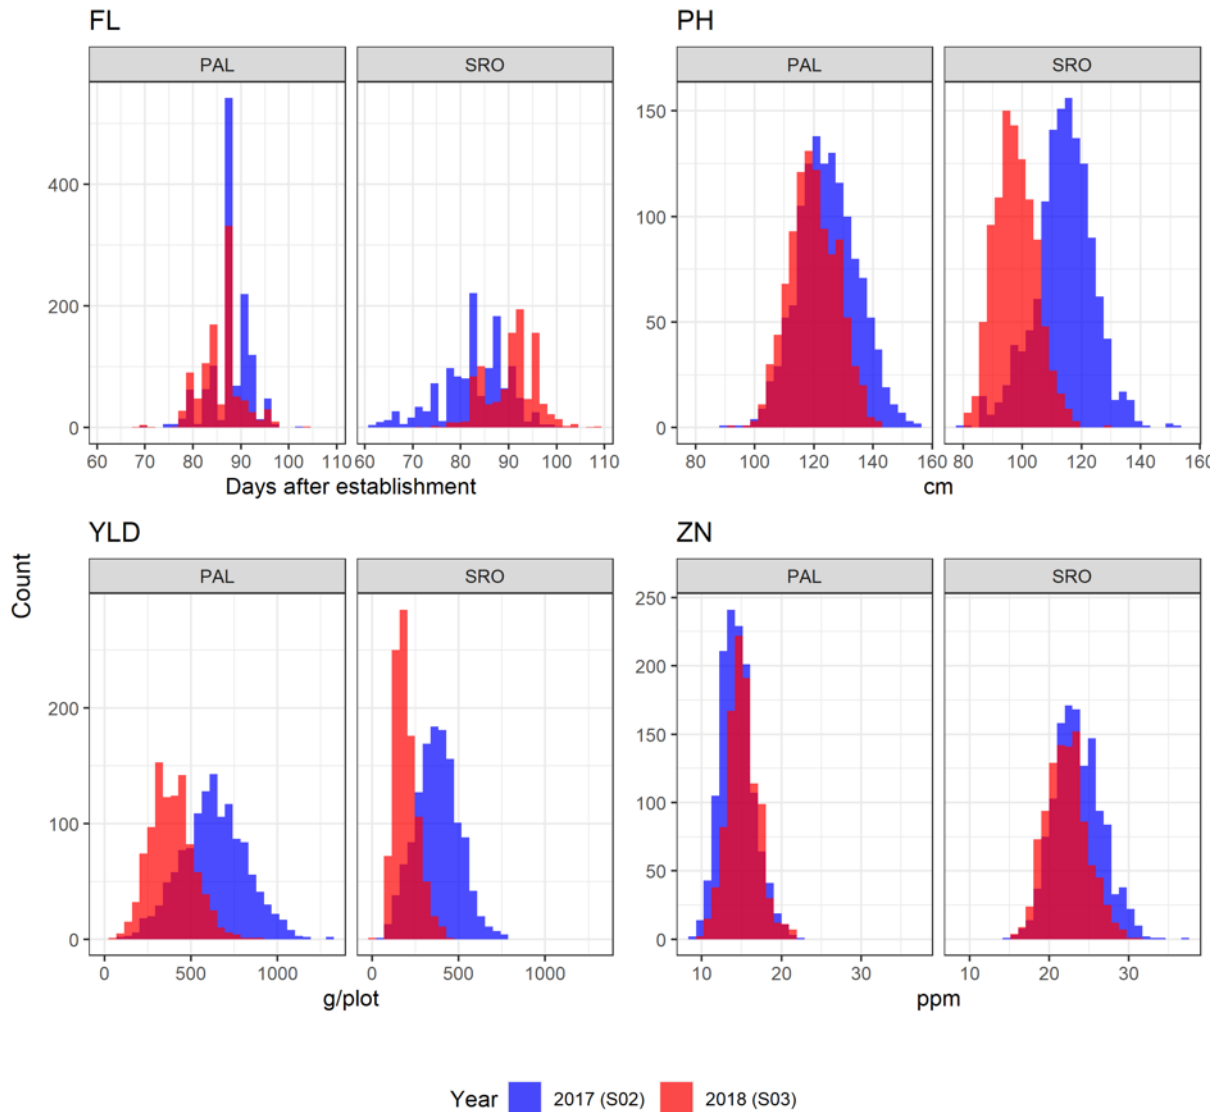 FL
PH
PAL
SRO
PAL
SRO
400
200
0
60 70 80 90 100 110 60 70 80 90 100 110
Days after establishment
150
100
50
0
80 100 120 140 160 80 100 120 140 160
cm
YLD
ZN
Count
PAL
SRO
PAL
SRO
200
100
0
0 500 1000 0 500 1000
g/plot
250
200
150
100
50
0
10 20 30 10 20 30
ppm
Year 2017 (S02) 2018 (S03)